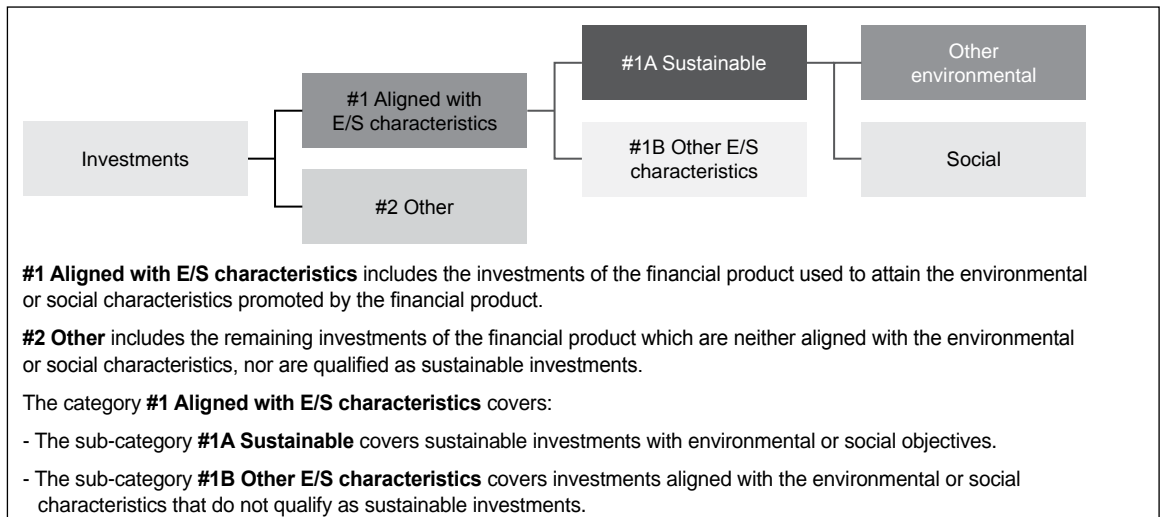 Investments
#1 Aligned with
E/S characteristics
#2 Other
#1A Sustainable
#1B Other E/S
characteristics
Other
environmental
Social
#1 Aligned with E/S characteristics includes the investments of the financial product used to attain the environmental
or social characteristics promoted by the financial product.
#2 Other includes the remaining investments of the financial product which are neither aligned with the environmental
or social characteristics, nor are qualified as sustainable investments.
The category #1 Aligned with E/S characteristics covers:
- The sub-category #1A Sustainable covers sustainable investments with environmental or social objectives.
- The sub-category #1B Other E/S characteristics covers investments aligned with the environmental or social
characteristics that do not qualify as sustainable investments.